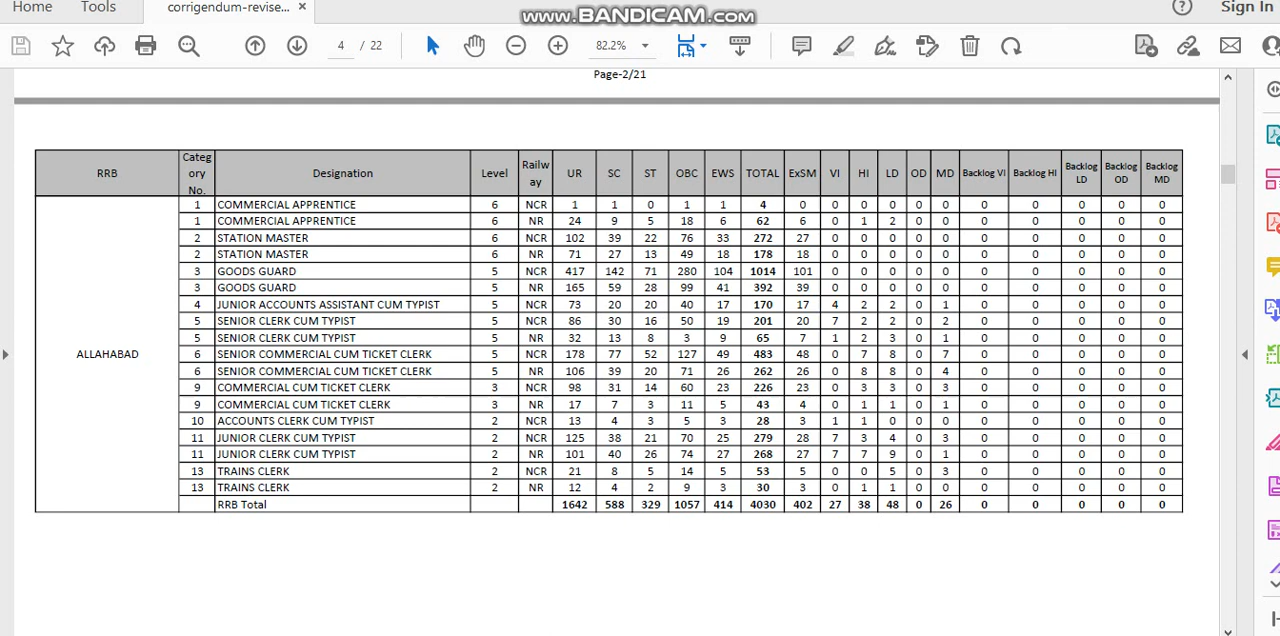 Home Tools corrigendum-revise... × www.BANDICAM.com ? Sign In
4 / 22 82.2%
Page-2/21
RRB Categ ory No. Designation Level Railw ay UR SC ST OBC EWS TOTAL ExSM VI HI LD OD MD Backlog VI Backlog HI Backlog LD Backlog OD Backlog MD
1 COMMERCIAL APPRENTICE 6 NCR 1 1 0 1 1 4 0 0 0 0 0 0 0 0 0 0 0
1 COMMERCIAL APPRENTICE 6 NR 24 9 5 18 6 62 6 0 1 2 0 0 0 0 0 0 0
2 STATION MASTER 6 NCR 102 39 22 76 33 272 27 0 0 0 0 0 0 0 0 0 0
2 STATION MASTER 6 NR 71 27 13 49 18 178 18 0 0 0 0 0 0 0 0 0 0
3 GOODS GUARD 5 NCR 417 142 71 280 104 1014 101 0 0 0 0 0 0 0 0 0 0
3 GOODS GUARD 5 NR 165 59 28 99 41 392 39 0 0 0 0 0 0 0 0 0 0
4 JUNIOR ACCOUNTS ASSISTANT CUM TYPIST 5 NCR 73 20 20 40 17 170 17 4 2 2 0 1 0 0 0 0 0
5 SENIOR CLERK CUM TYPIST 5 NCR 86 30 16 50 19 201 20 7 2 2 0 2 0 0 0 0 0
5 SENIOR CLERK CUM TYPIST 5 NR 32 13 8 3 9 65 7 1 2 3 0 1 0 0 0 0 0
ALLAHABAD 6 SENIOR COMMERCIAL CUM TICKET CLERK 5 NCR 178 77 52 127 49 483 48 0 7 8 0 7 0 0 0 0 0
6 SENIOR COMMERCIAL CUM TICKET CLERK 5 NR 106 39 20 71 26 262 26 0 8 8 0 4 0 0 0 0 0
9 COMMERCIAL CUM TICKET CLERK 3 NCR 98 31 14 60 23 226 23 0 3 3 0 3 0 0 0 0 0
9 COMMERCIAL CUM TICKET CLERK 3 NR 17 7 3 11 5 43 4 0 1 1 0 1 0 0 0 0 0
10 ACCOUNTS CLERK CUM TYPIST 2 NCR 13 4 3 5 3 28 3 1 1 0 0 0 0 0 0 0 0
11 JUNIOR CLERK CUM TYPIST 2 NCR 125 38 21 70 25 279 28 7 3 4 0 3 0 0 0 0 0
11 JUNIOR CLERK CUM TYPIST 2 NR 101 40 26 74 27 268 27 7 7 9 0 1 0 0 0 0 0
13 TRAINS CLERK 2 NCR 21 8 5 14 5 53 5 0 0 5 0 3 0 0 0 0 0
13 TRAINS CLERK 2 NR 12 4 2 9 3 30 3 0 1 1 0 0 0 0 0 0 0
RRB Total 1642 588 329 1057 414 4030 402 27 38 48 0 26 0 0 0 0 0